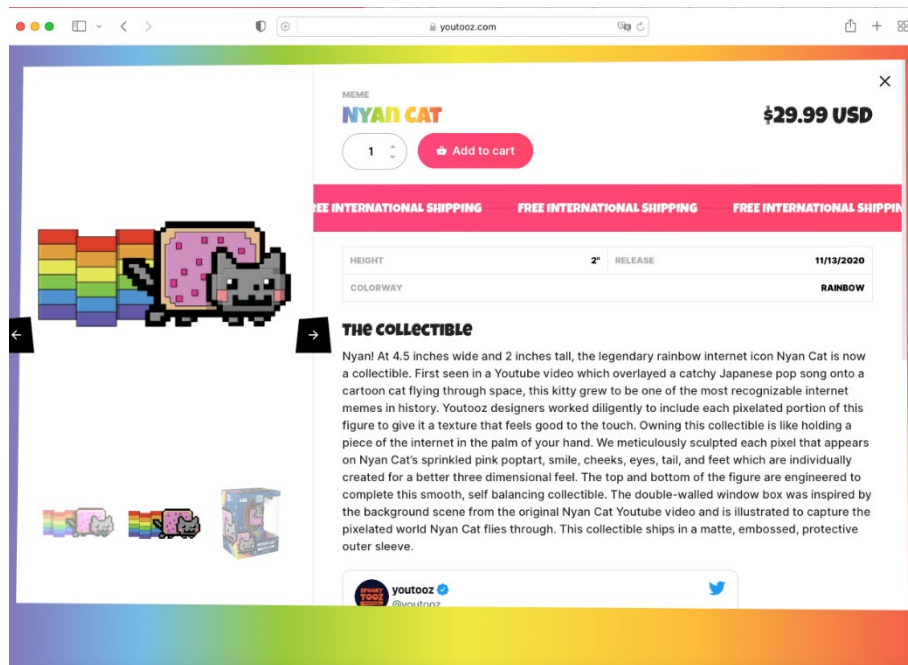 youtooz.com
MEME
NYAN CAT
$29.99 USD
1
Add to cart
FREE INTERNATIONAL SHIPPING FREE INTERNATIONAL SHIPPING FREE INTERNATIONAL SHIPPIN
HEIGHT 2" RELEASE 11/13/2020
COLORWAY RAINBOW
THE COLLECTIBLE
Nyan! At 4.5 inches wide and 2 inches tall, the legendary rainbow internet icon Nyan Cat is now
a collectible. First seen in a Youtube video which overlayed a catchy Japanese pop song onto a
cartoon cat flying through space, this kitty grew to be one of the most recognizable internet
memes in history. Youtooz designers worked diligently to include each pixelated portion of this
figure to give it a texture that feels good to the touch. Owning this collectible is like holding a
piece of the internet in the palm of your hand. We meticulously sculpted each pixel that appears
on Nyan Cat's sprinkled pink poptart, smile, cheeks, eyes, tail, and feet which are individually
created for a better three dimensional feel. The top and bottom of the figure are engineered to
complete this smooth, self balancing collectible. The double-walled window box was inspired by
the background scene from the original Nyan Cat Youtube video and is illustrated to capture the
pixelated world Nyan Cat flies through. This collectible ships in a matte, embossed, protective
outer sleeve.
youtooz
@youtooz